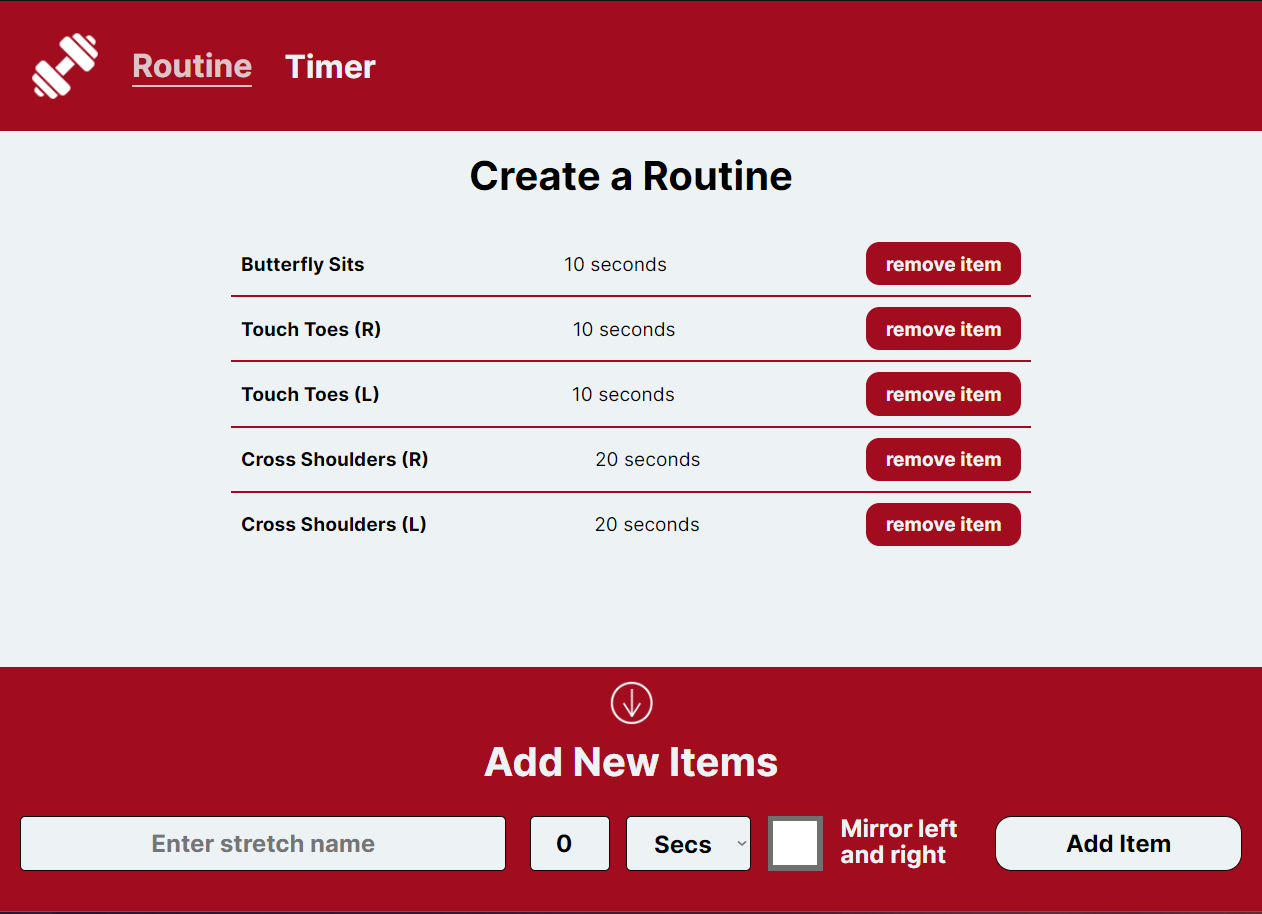 Routine Timer
Create a Routine
Butterfly Sits 10 seconds remove item
Touch Toes (R) 10 seconds remove item
Touch Toes (L) 10 seconds remove item
Cross Shoulders (R) 20 seconds remove item
Cross Shoulders (L) 20 seconds remove item
Add New Items
Enter stretch name 0 Secs Mirror left
and right Add Item